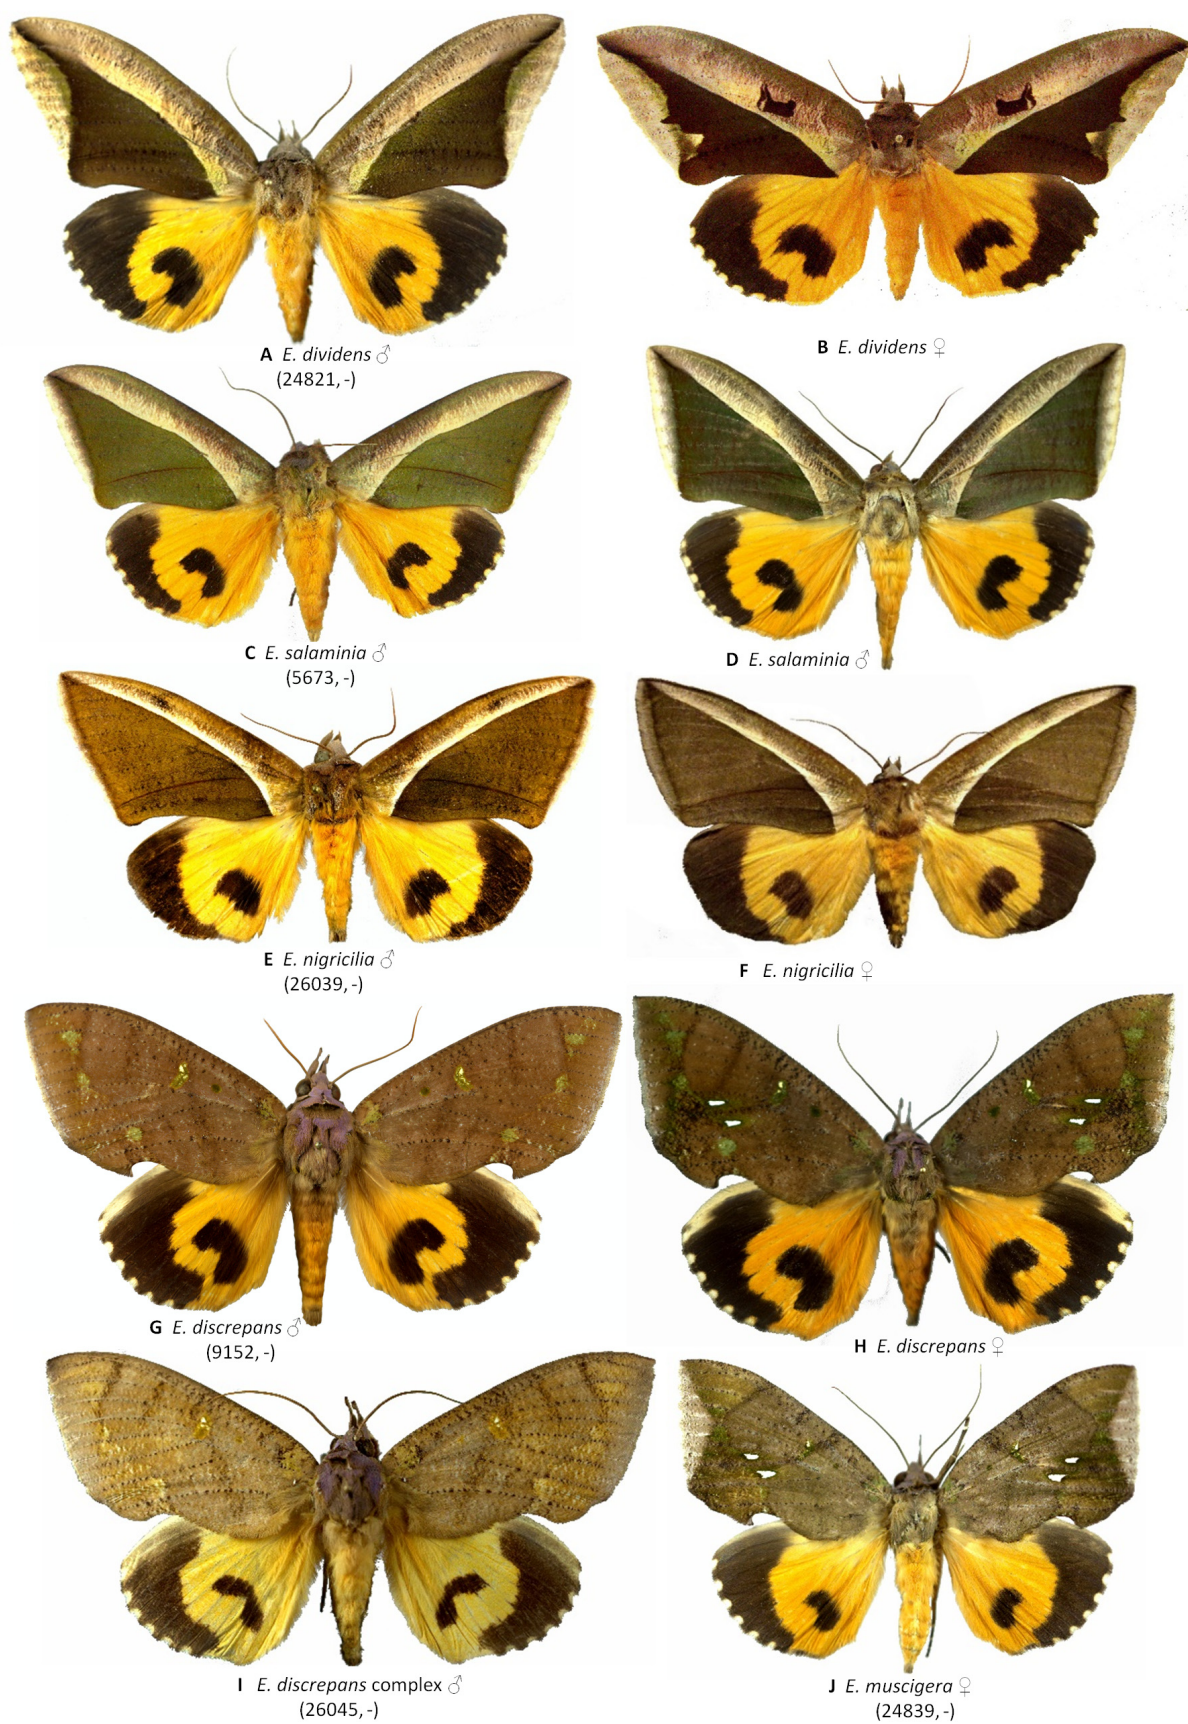 A E. dividens ♂
(24821, -)
B E. dividens ♀
C E. salaminia ♂
(5673, -)
D E. salaminia ♂
E E. nigricilia ♂
(26039, -)
F E. nigricilia ♀
G E. discrepans ♂
(9152, -)
H E. discrepans ♀
I E. discrepans complex ♂
(26045, -)
J E. muscigera ♀
(24839, -)